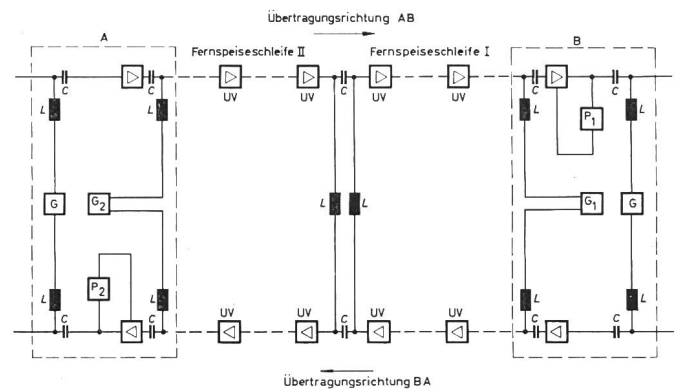 Übertragungsrichtung AB
A
Fernspeiseschleife II
Fernspeiseschleife I
B
C
C
UV
UV
C
UV
UV
C
C
L
L
L
P1
L
G
G2
L
L
G1
G
P2
L
L
L
L
UV
UV
UV
UV
C
C
C
C
C
Übertragungsrichtung BA